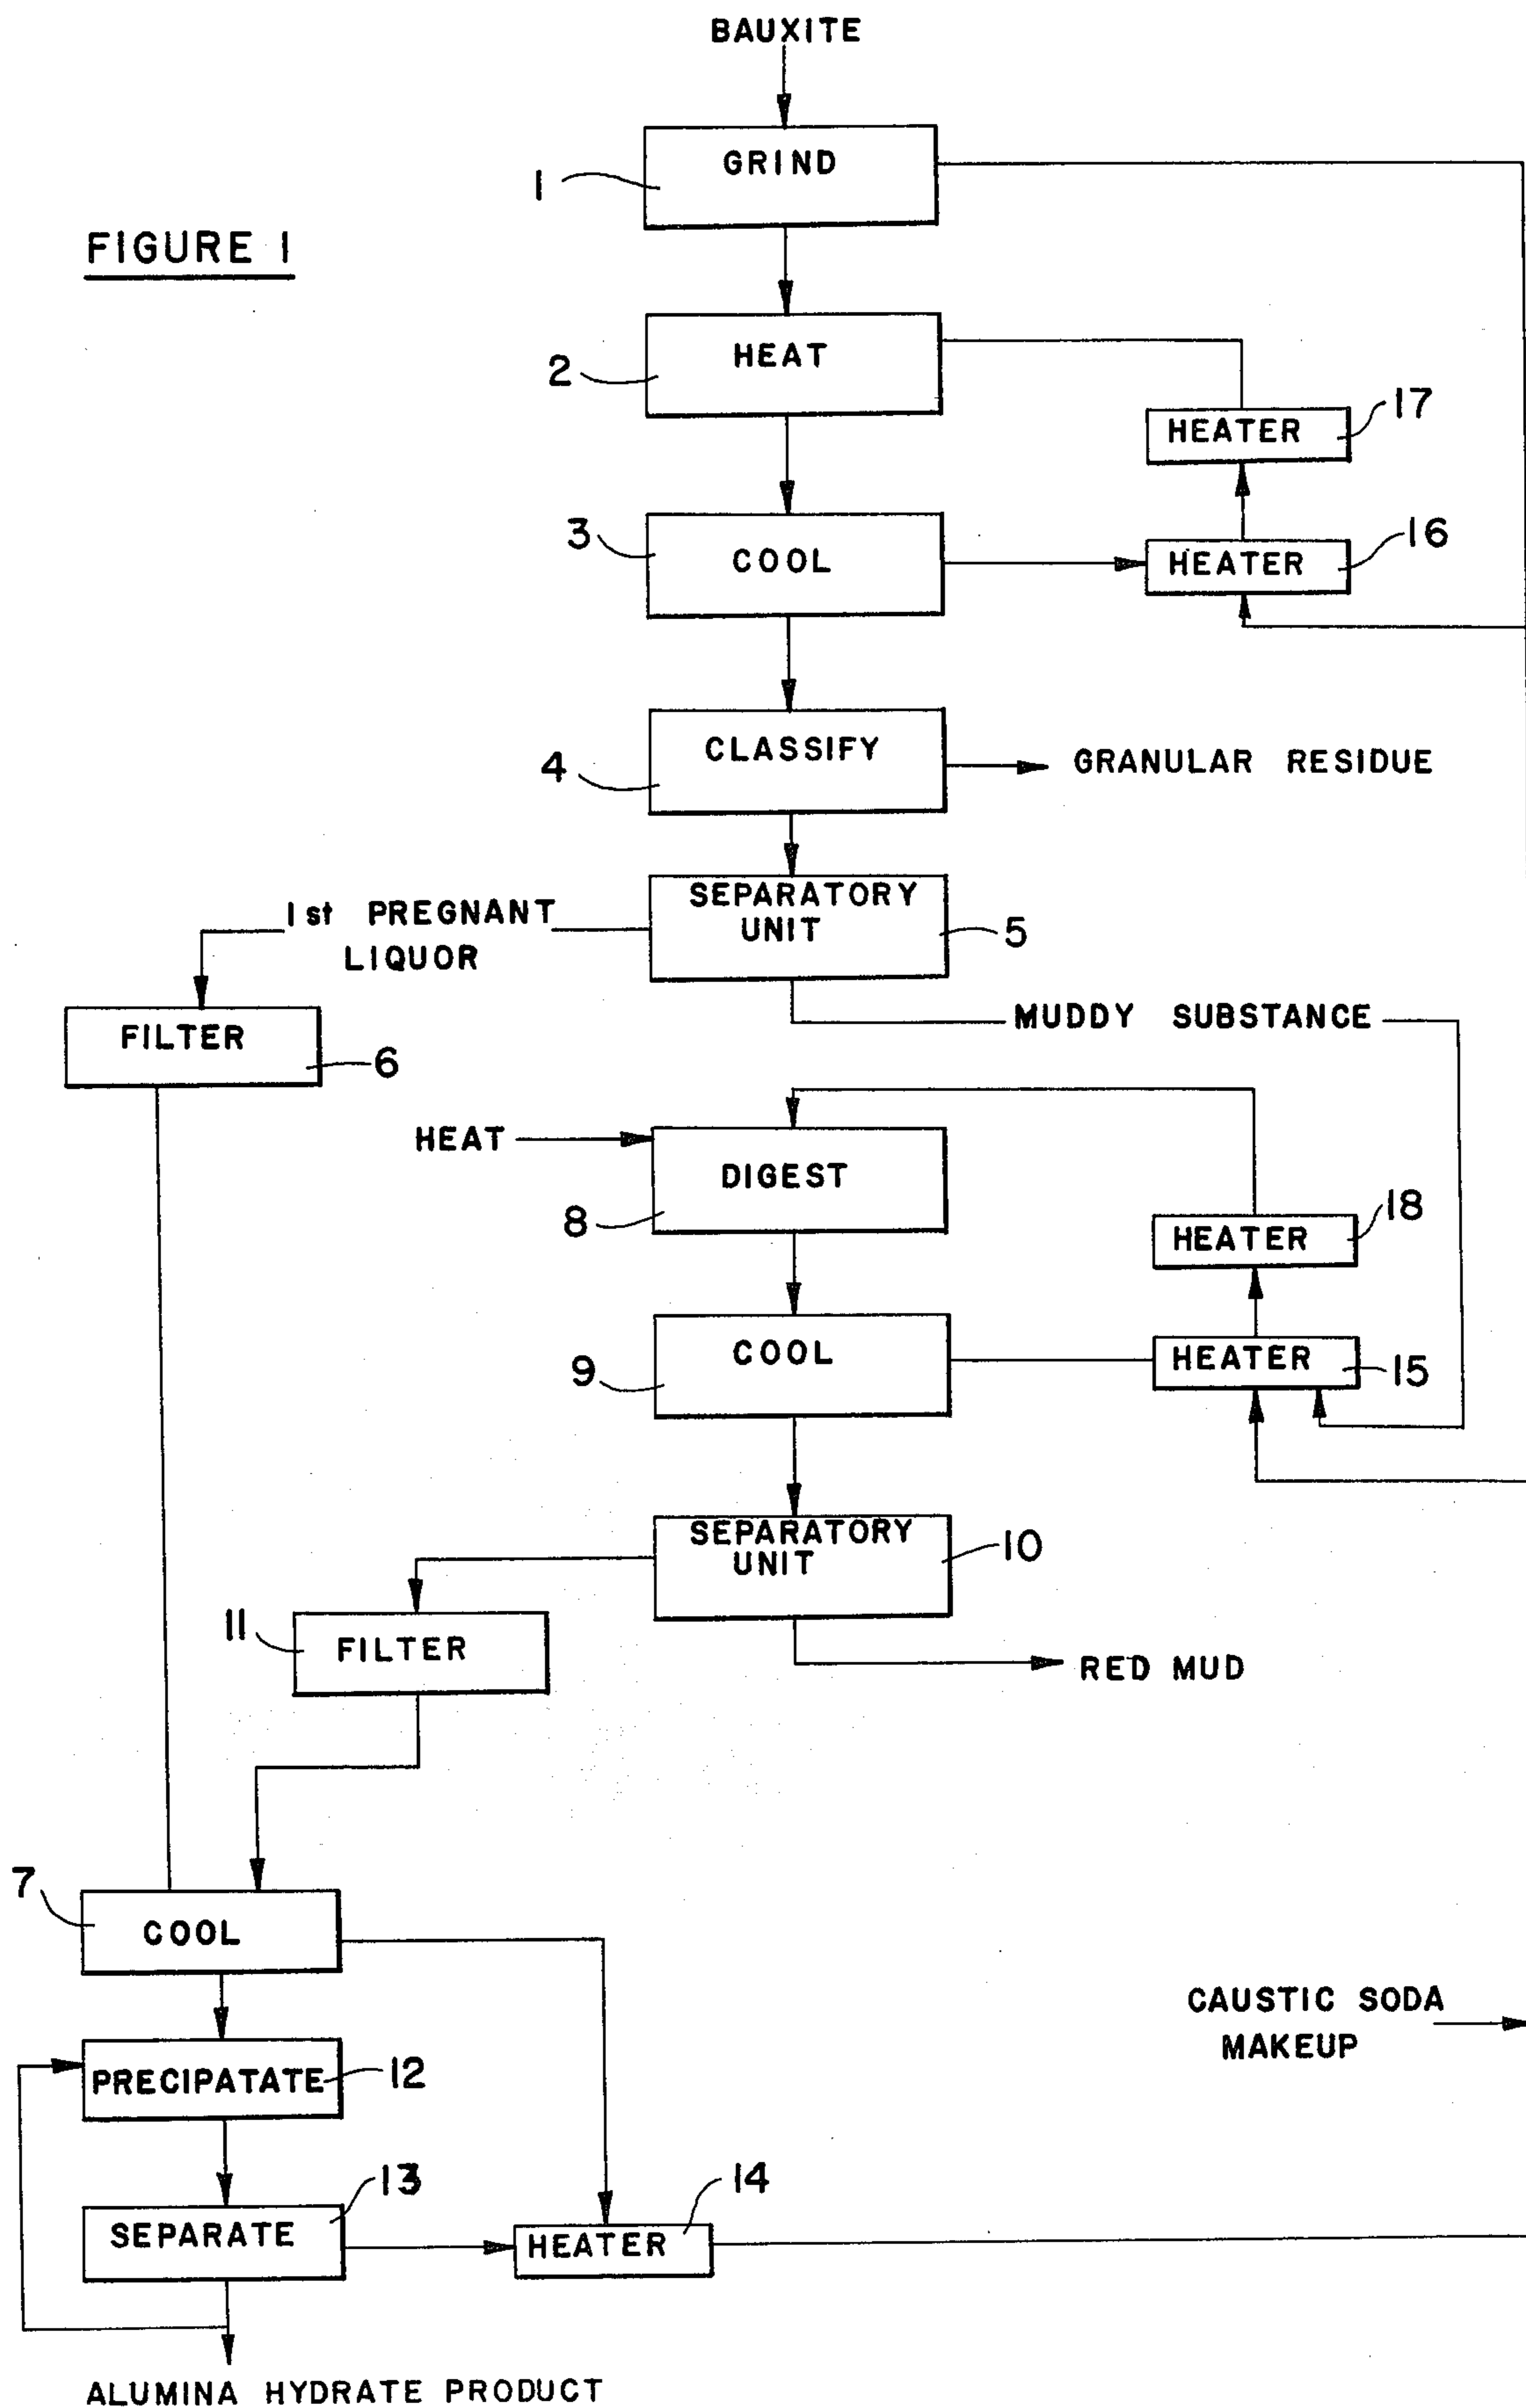 BAUXITE
GRIND
1
FIGURE 1
HEAT
2
HEATER
17
COOL
3
HEATER
16
CLASSIFY
4
GRANULAR RESIDUE
SEPARATORY
UNIT
5
1st PREGNANT
LIQUOR
MUDDY SUBSTANCE
FILTER
6
HEAT
DIGEST
8
HEATER
18
COOL
9
HEATER
15
SEPARATORY
UNIT
10
11
FILTER
RED MUD
7
COOL
CAUSTIC SODA
MAKEUP
PRECIPATATE
12
13
SEPARATE
14
HEATER
ALUMINA HYDRATE PRODUCT